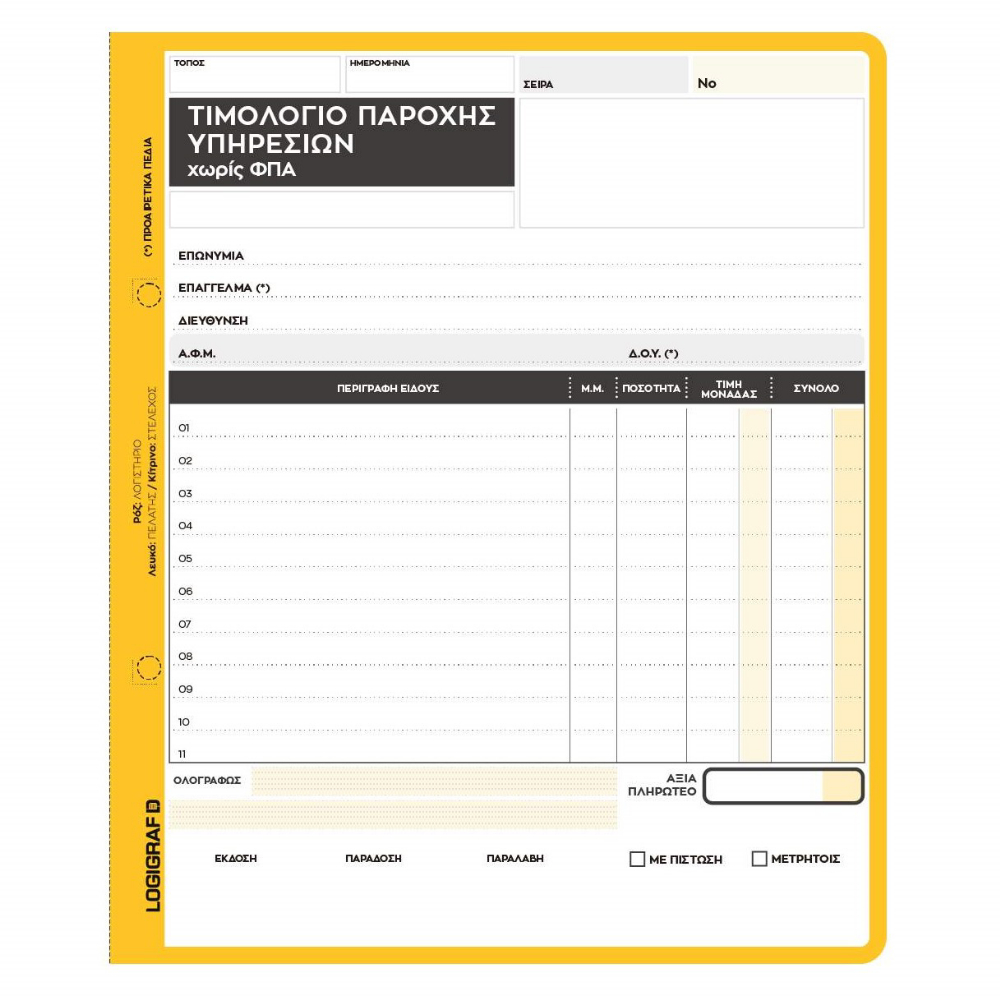 ΤΟΠΟΣ
ΗΜΕΡΟΜΗΝΙΑ
ΣΕΙΡΑ
No
ΤΙΜΟΛΟΓΙΟ ΠΑΡΟΧΗΣ
ΥΠΗΡΕΣΙΩΝ
χωρίς ΦΠΑ
ΕΠΩΝΥΜΙΑ
ΕΠΑΓΓΕΛΜΑ (*)
ΔΙΕΥΘΥΝΣΗ
Α.Φ.Μ.
Δ.Ο.Υ. (*)
ΠΕΡΙΓΡΑΦΗ ΕΙΔΟΥΣ
Μ.Μ.
ΠΟΣΟΤΗΤΑ
ΤΙΜΗ
ΜΟΝΑΔΑΣ
ΣΥΝΟΛΟ
01
02
03
04
05
06
07
08
09
10
11
ΟΛΟΓΡΑΦΩΣ
ΑΞΙΑ
ΠΛΗΡΩΤΕΟ
ΕΚΔΟΣΗ
ΠΑΡΑΔΟΣΗ
ΠΑΡΑΛΑΒΗ
ΜΕ ΠΙΣΤΩΣΗ
ΜΕΤΡΗΤΟΙΣ
(*) ΠΡΟΑΙΡΕΤΙΚΑ ΠΕΔΙΑ
Ρόζ: ΛΟΓΙΣΤΗΡΙΟ
Λευκό: ΠΕΛΑΤΗΣ / Κίτρινο: ΣΤΕΛΕΧΟΣ
LOGIGRAF D